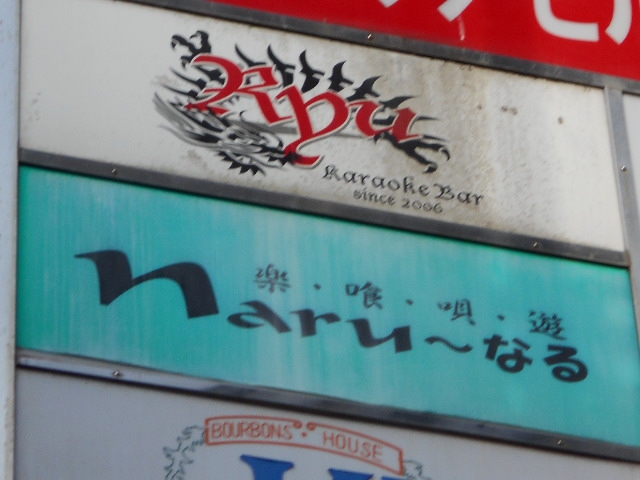 Ryu
Karaoke Bar
since 2006
楽・喰・唄・遊
naru〜なる
BOURBONS HOUSE